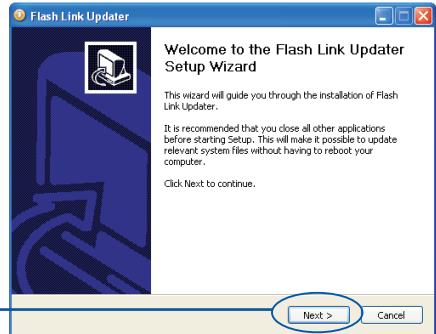 Flash Link Updater
Welcome to the Flash Link Updater
Setup Wizard
This wizard will guide you through the installation of Flash
Link Updater.
It is recommended that you close all other applications
before starting Setup. This will make it possible to update
relevant system files without having to reboot your
computer.
Click Next to continue.
Next >
Cancel